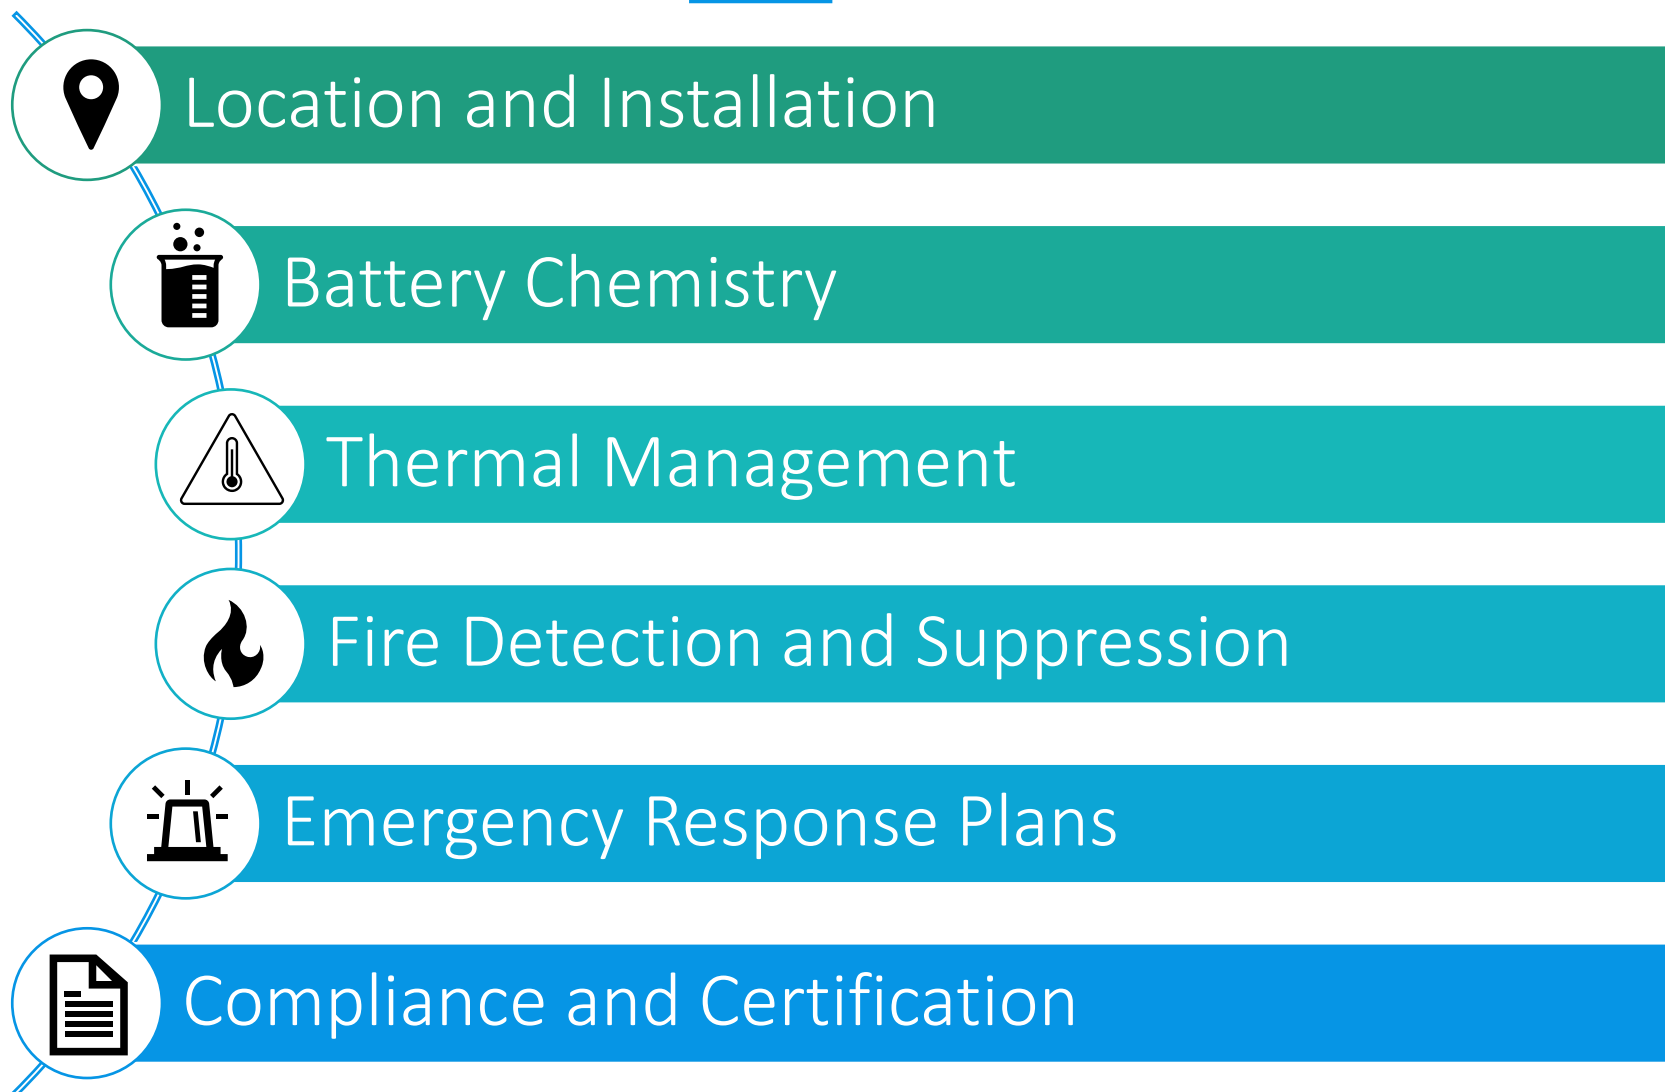 Location and Installation
Battery Chemistry
Thermal Management
Fire Detection and Suppression
Emergency Response Plans
Compliance and Certification